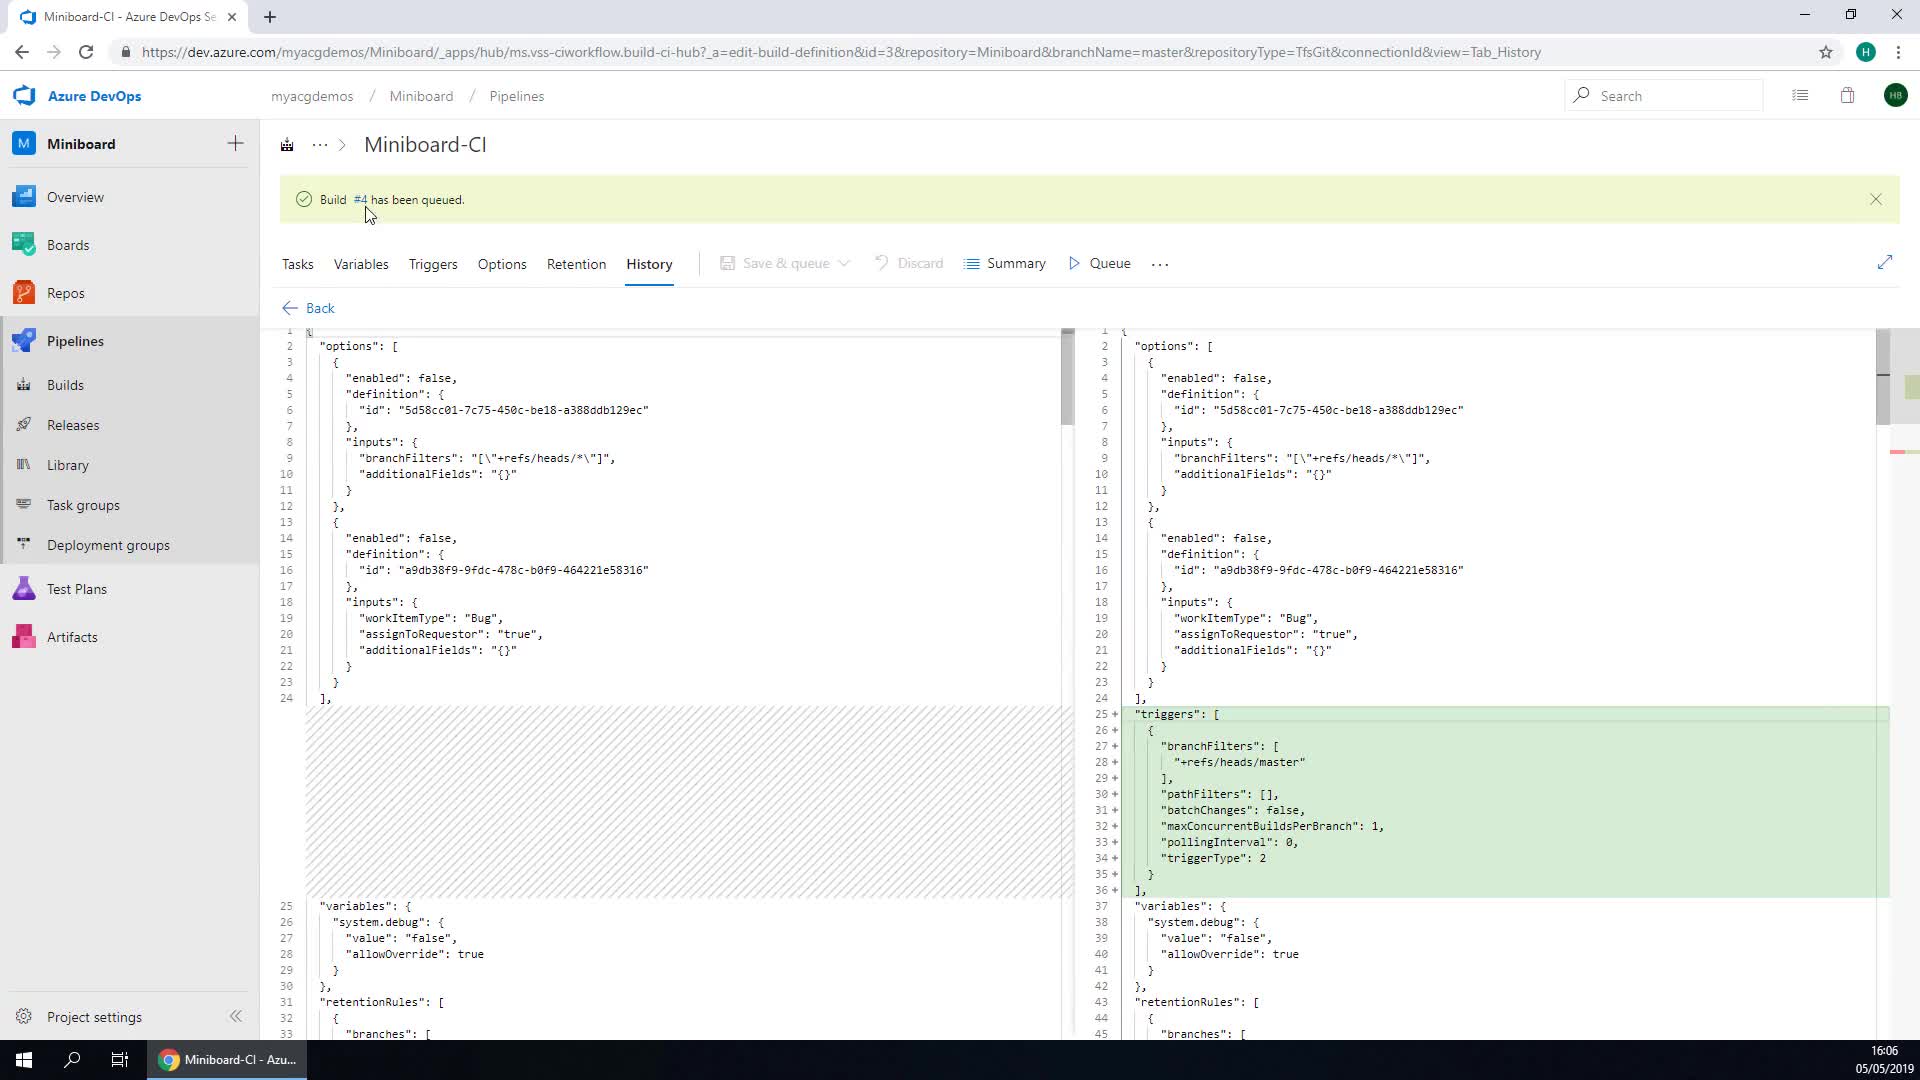 Miniboard-CI - Azure DevOps Se
https://dev.azure.com/myacgdemos/Miniboard/_apps/hub/ms.vss-ciworkflow.build-ci-hub?_a=edit-build-definition&id=3&repository=Miniboard&branchName=master&repositoryType=TfsGit&connectionId&view=Tab_History
H
Azure DevOps
myacgdemos / Miniboard / Pipelines
Search
HB
M Miniboard
Overview
Boards
Repos
Pipelines
Builds
Releases
Library
Task groups
Deployment groups
Test Plans
Artifacts
Project settings
··· > Miniboard-CI
Build #4 has been queued.
Tasks Variables Triggers Options Retention History Save & queue Discard Summary Queue ···
Back
1 {
2 "options": [
3 {
4 "enabled": false,
5 "definition": {
6 "id": "5d58cc01-7c75-450c-be18-a388ddb129ec"
7 },
8 "inputs": {
9 "branchFilters": "[\"+refs/heads/*\"]",
10 "additionalFields": "{}"
11 }
12 },
13 {
14 "enabled": false,
15 "definition": {
16 "id": "a9db38f9-9fdc-478c-b0f9-464221e58316"
17 },
18 "inputs": {
19 "workItemType": "Bug",
20 "assignToRequestor": "true",
21 "additionalFields": "{}"
22 }
23 }
24 ],
25 "variables": {
26 "system.debug": {
27 "value": "false",
28 "allowOverride": true
29 }
30 },
31 "retentionRules": [
32 {
33 "branches": [
1 {
2 "options": [
3 {
4 "enabled": false,
5 "definition": {
6 "id": "5d58cc01-7c75-450c-be18-a388ddb129ec"
7 },
8 "inputs": {
9 "branchFilters": "[\"+refs/heads/*\"]",
10 "additionalFields": "{}"
11 }
12 },
13 {
14 "enabled": false,
15 "definition": {
16 "id": "a9db38f9-9fdc-478c-b0f9-464221e58316"
17 },
18 "inputs": {
19 "workItemType": "Bug",
20 "assignToRequestor": "true",
21 "additionalFields": "{}"
22 }
23 }
24 ],
25 + "triggers": [
26 + {
27 + "branchFilters": [
28 + "+refs/heads/master"
29 + ],
30 + "pathFilters": [],
31 + "batchChanges": false,
32 + "maxConcurrentBuildsPerBranch": 1,
33 + "pollingInterval": 0,
34 + "triggerType": 2
35 + }
36 + ],
37 "variables": {
38 "system.debug": {
39 "value": "false",
40 "allowOverride": true
41 }
42 },
43 "retentionRules": [
44 {
45 "branches": [
Miniboard-CI - Azu...
16:06
05/05/2019